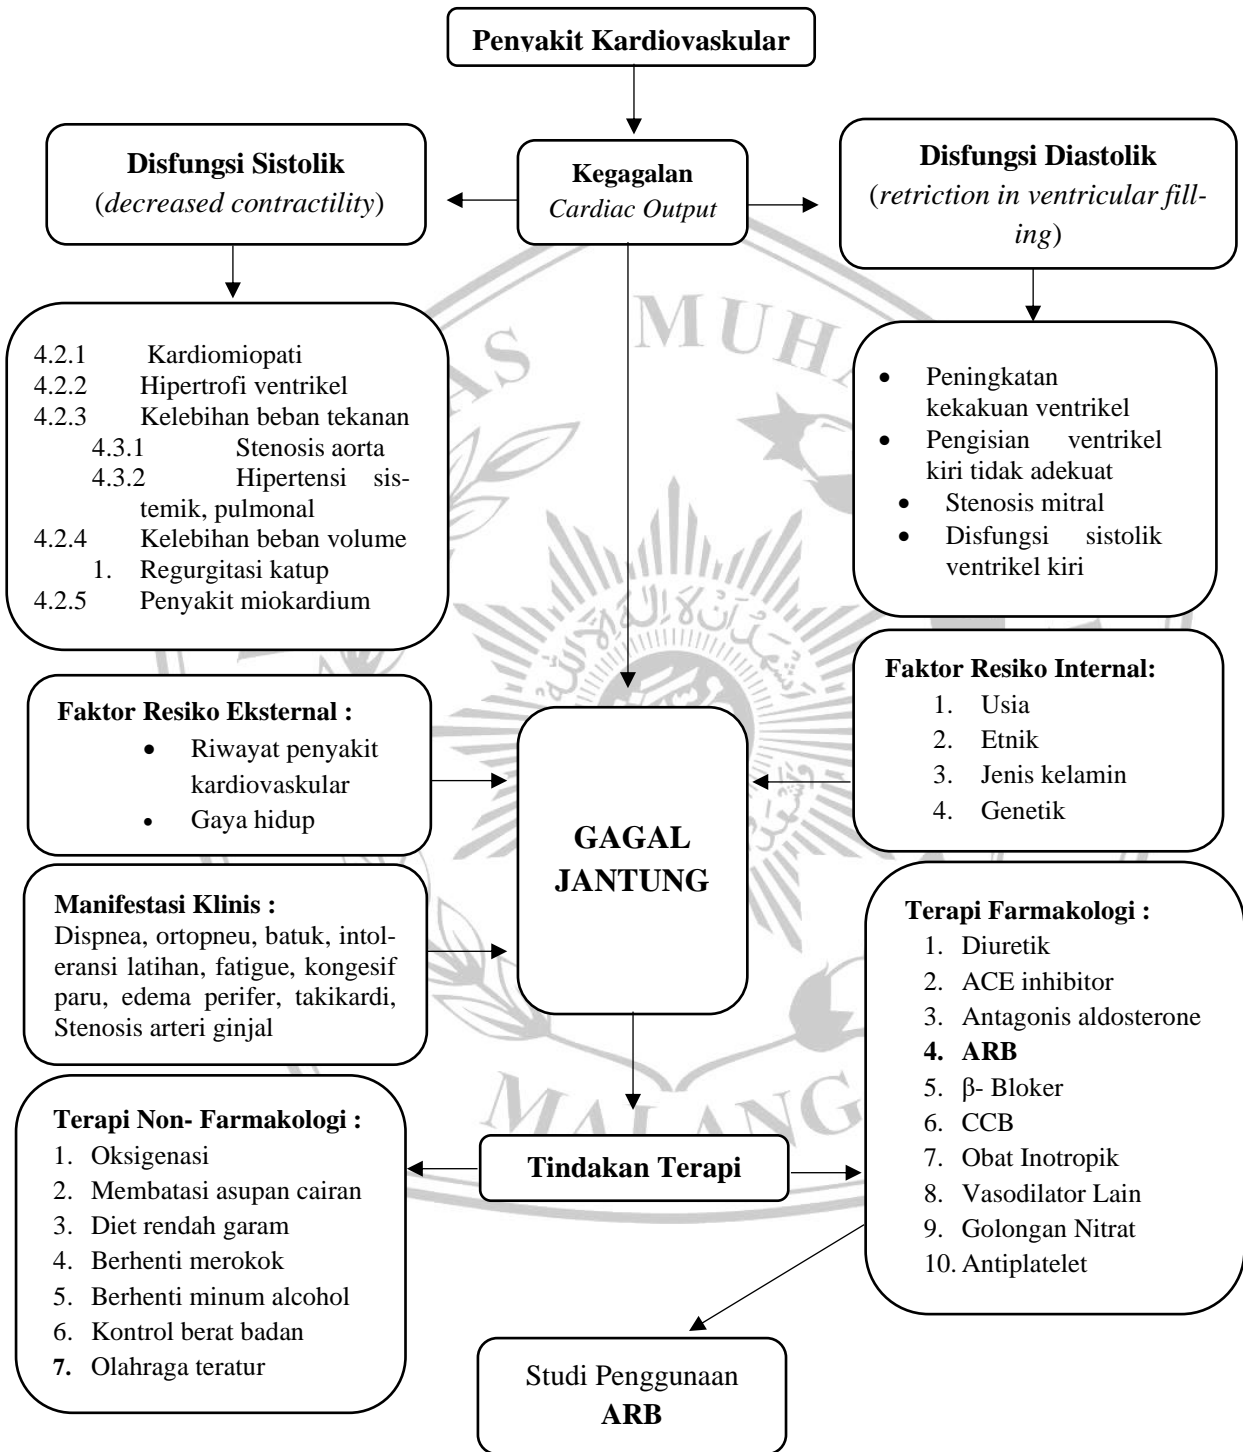 Penyakit Kardiovaskular
Disfungsi Sistolik
(decreased contractility)
Kegagalan
Cardiac Output
Disfungsi Diastolik
(retriction in ventricular fill-
ing)
4.2.1 Kardiomiopati
4.2.2 Hipertrofi ventrikel
4.2.3 Kelebihan beban tekanan
4.3.1 Stenosis aorta
4.3.2 Hipertensi sis-
temik, pulmonal
4.2.4 Kelebihan beban volume
1. Regurgitasi katup
4.2.5 Penyakit miokardium
• Peningkatan
kekakuan ventrikel
• Pengisian ventrikel
kiri tidak adekuat
• Stenosis mitral
• Disfungsi sistolik
ventrikel kiri
Faktor Resiko Eksternal :
• Riwayat penyakit
kardiovaskular
• Gaya hidup
GAGAL
JANTUNG
Faktor Resiko Internal:
1. Usia
2. Etnik
3. Jenis kelamin
4. Genetik
Manifestasi Klinis :
Dispnea, ortopneu, batuk, intol-
eransi latihan, fatigue, kongesif
paru, edema perifer, takikardi,
Stenosis arteri ginjal
Terapi Farmakologi :
1. Diuretik
2. ACE inhibitor
3. Antagonis aldosterone
4. ARB
5. β- Bloker
6. CCB
7. Obat Inotropik
8. Vasodilator Lain
9. Golongan Nitrat
10. Antiplatelet
Terapi Non- Farmakologi :
1. Oksigenasi
2. Membatasi asupan cairan
3. Diet rendah garam
4. Berhenti merokok
5. Berhenti minum alcohol
6. Kontrol berat badan
7. Olahraga teratur
Tindakan Terapi
Studi Penggunaan
ARB
MALANG